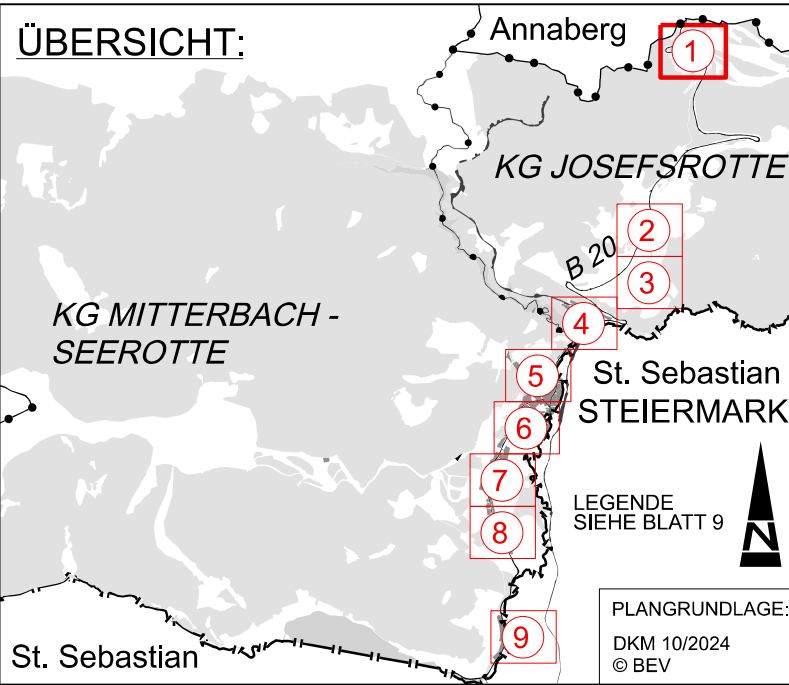 ÜBERSICHT:
Annaberg
1
KG JOSEFSROTTE
2
B 20
3
KG MITTERBACH -
SEEROTTE
4
5
St. Sebastian
STEIERMARK
6
7
LEGENDE
SIEHE BLATT 9
N
8
PLANGRUNDLAGE:
DKM 10/2024
© BEV
9
St. Sebastian